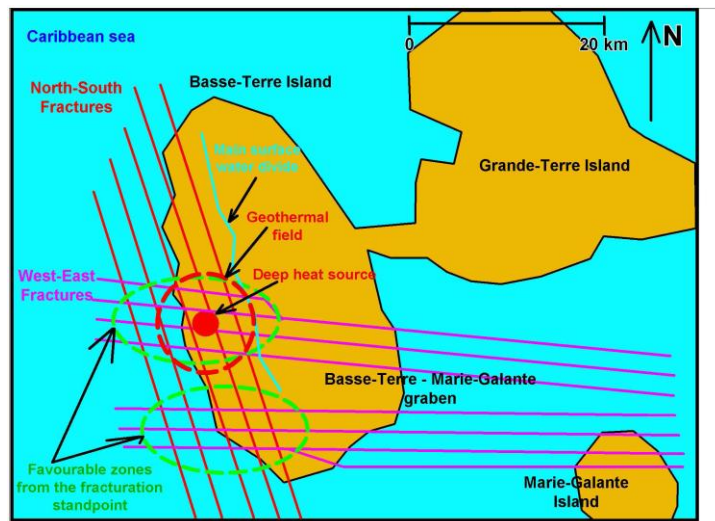 Caribbean sea
N
0
20 km
North-South
Fractures
Basse-Terre Island
Main surface
water divide
Grande-Terre Island
Geothermal
field
West-East
Fractures
Deep heat source
Basse-Terre - Marie-Galante
graben
Favourable zones
from the fracturation
standpoint
Marie-Galante
Island